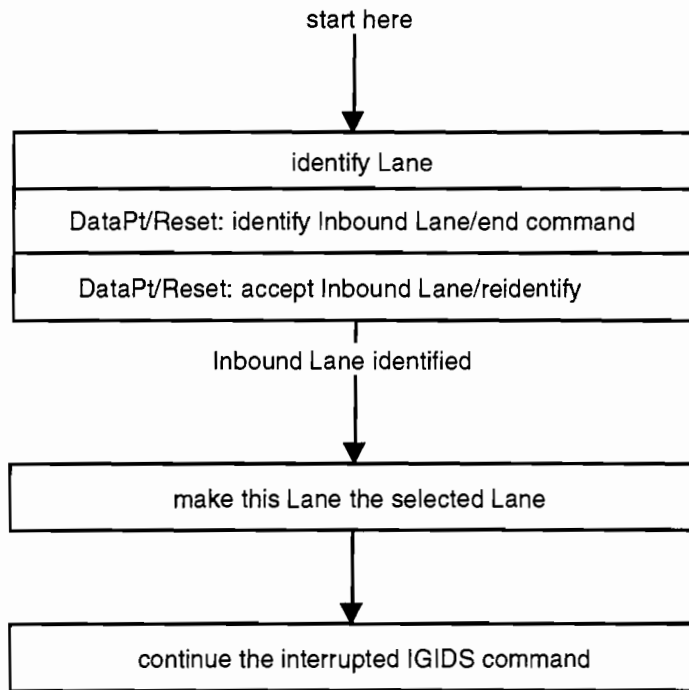 start here
identify Lane
DataPt/Reset: identify Inbound Lane/end command
DataPt/Reset: accept Inbound Lane/reidentify
Inbound Lane identified
make this Lane the selected Lane
continue the interrupted IGIDS command